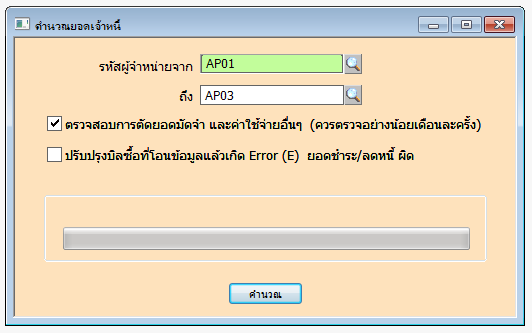 คำนวณยอดเจ้าหนี้
รหัสผู้จำหน่ายจาก AP01
ถึง AP03
ตรวจสอบการตัดยอดมัดจำ และค่าใช้จ่ายอื่นๆ (ควรตรวจอย่างน้อยเดือนละครั้ง)
ปรับปรุงบิลซื้อที่โอนข้อมูลแล้วเกิด Error (E) ยอดชำระ/ลดหนี้ ผิด
คำนวณ